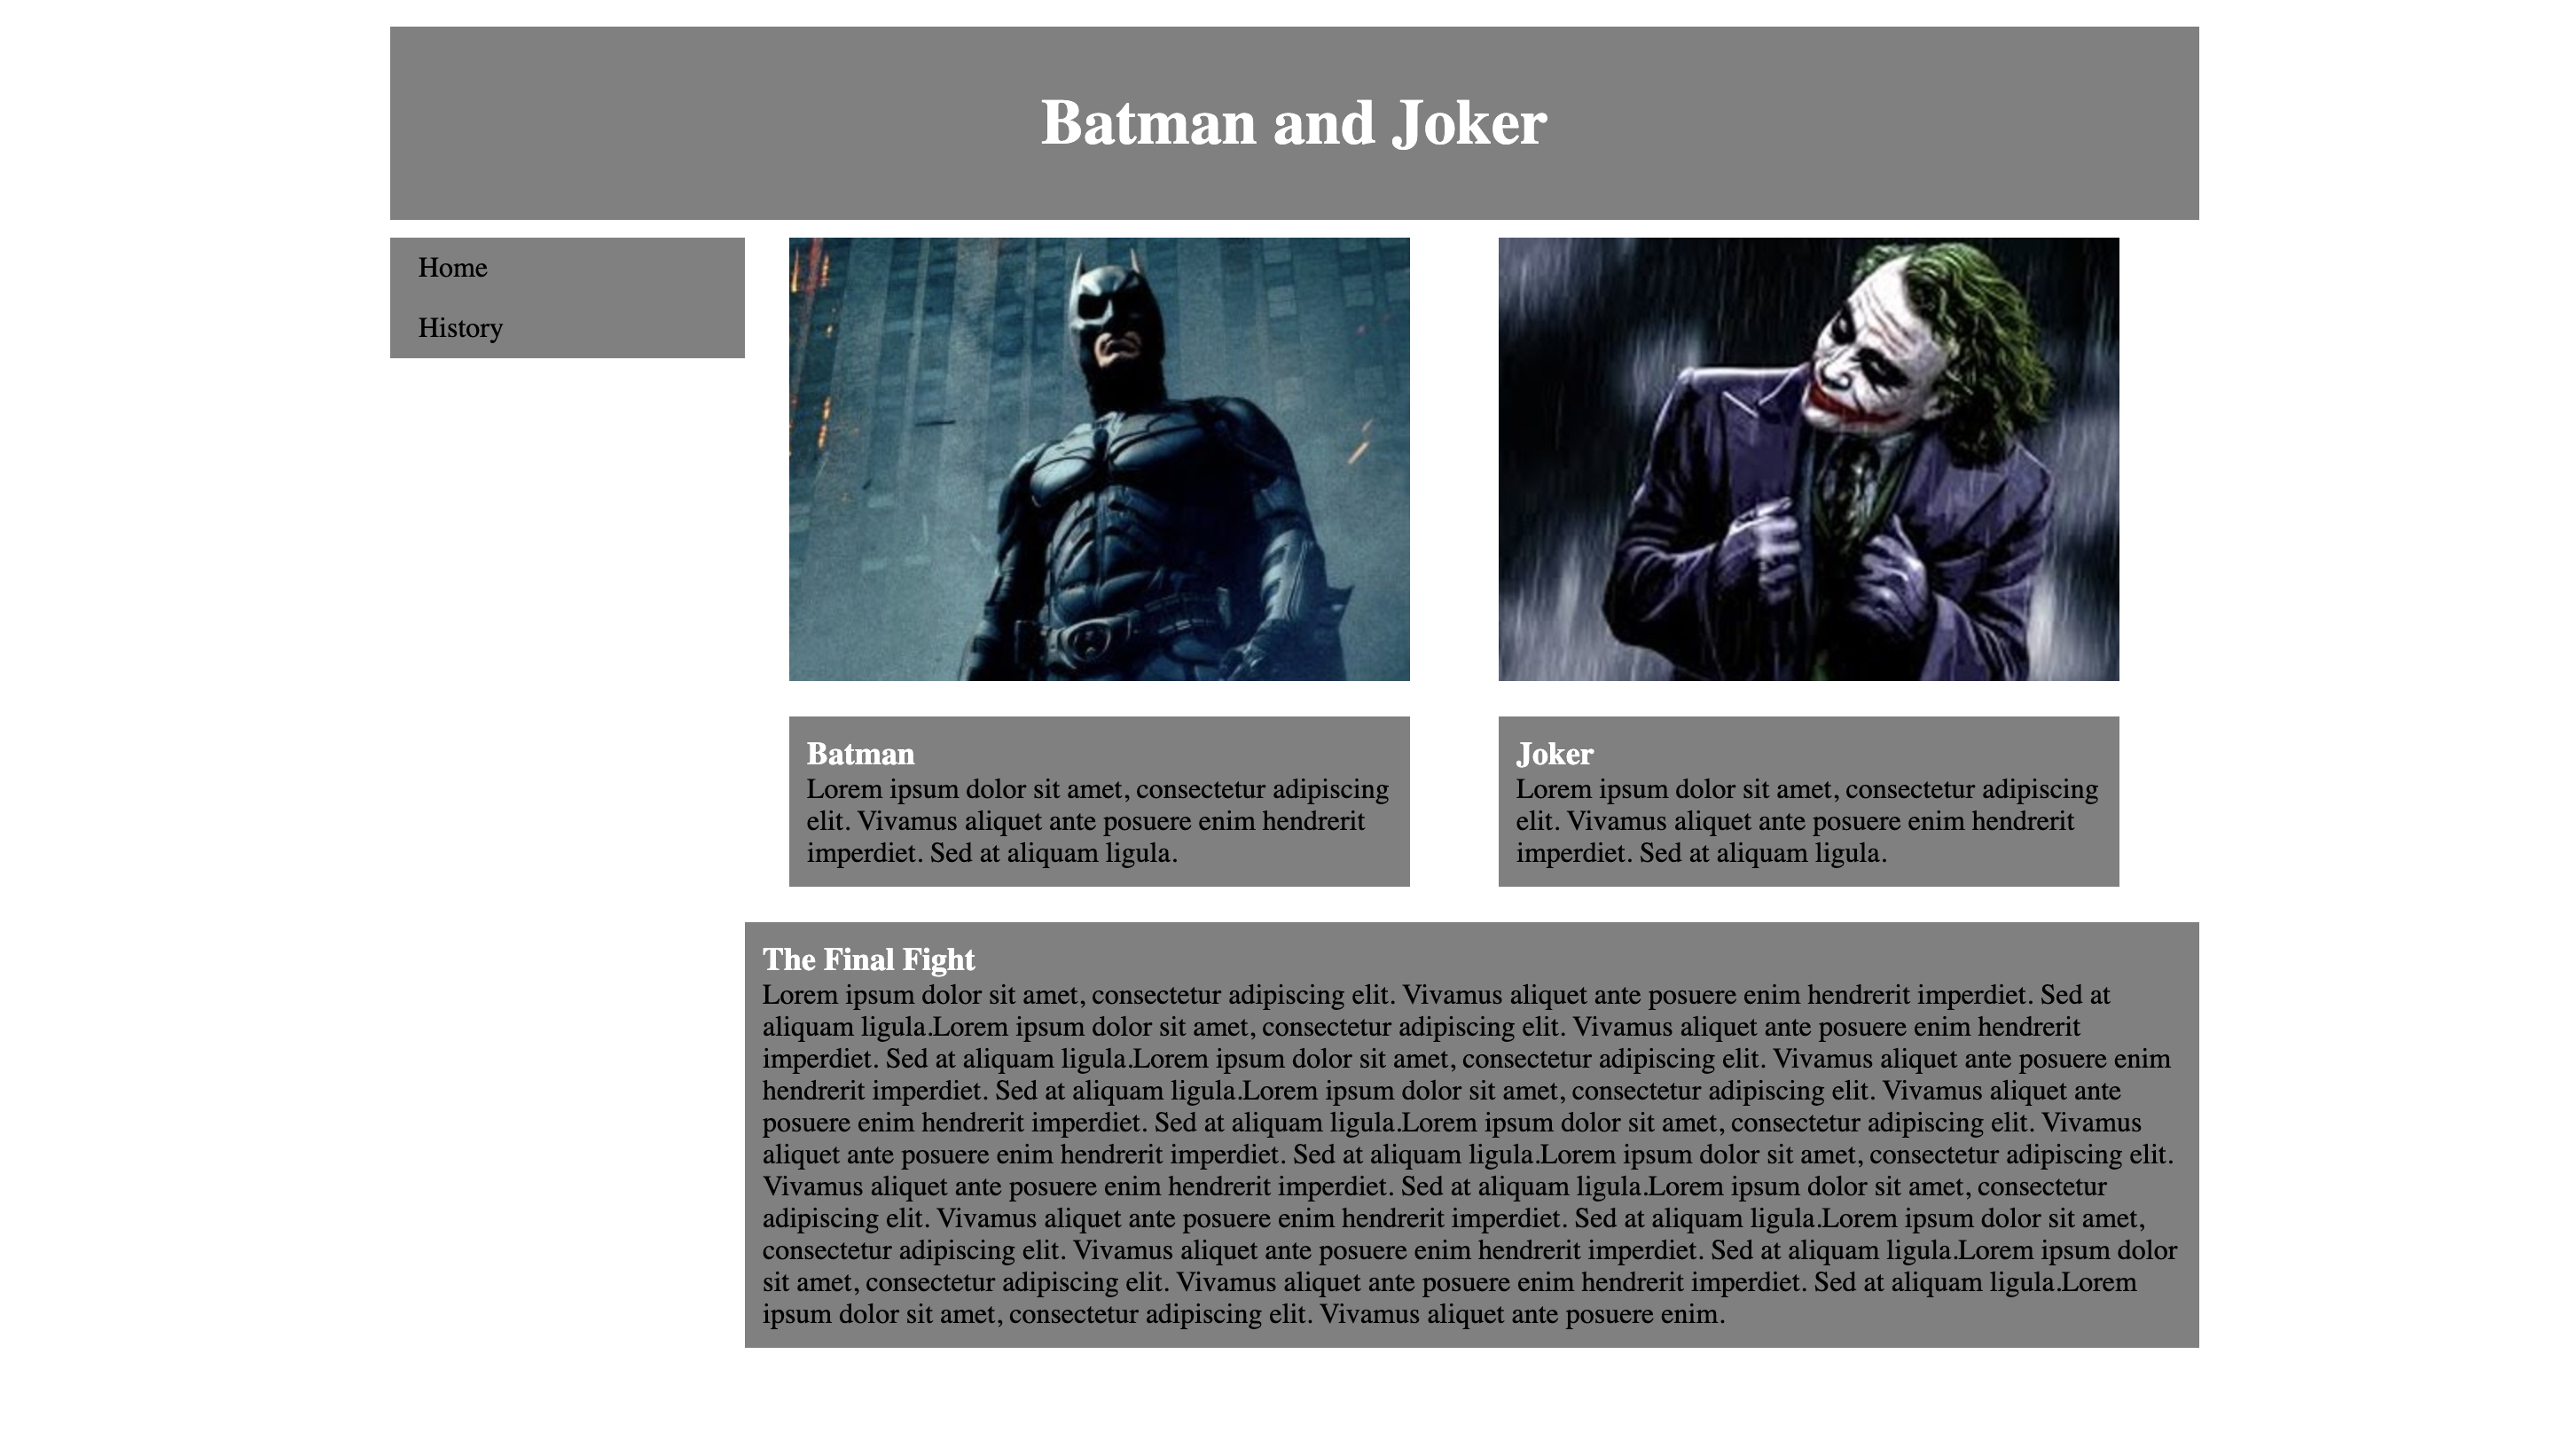 Batman and Joker
Home
History
Batman
Lorem ipsum dolor sit amet, consectetur adipiscing
elit. Vivamus aliquet ante posuere enim hendrerit
imperdiet. Sed at aliquam ligula.
Joker
Lorem ipsum dolor sit amet, consectetur adipiscing
elit. Vivamus aliquet ante posuere enim hendrerit
imperdiet. Sed at aliquam ligula.
The Final Fight
Lorem ipsum dolor sit amet, consectetur adipiscing elit. Vivamus aliquet ante posuere enim hendrerit imperdiet. Sed at
aliquam ligula.Lorem ipsum dolor sit amet, consectetur adipiscing elit. Vivamus aliquet ante posuere enim hendrerit
imperdiet. Sed at aliquam ligula.Lorem ipsum dolor sit amet, consectetur adipiscing elit. Vivamus aliquet ante posuere enim
hendrerit imperdiet. Sed at aliquam ligula.Lorem ipsum dolor sit amet, consectetur adipiscing elit. Vivamus aliquet ante
posuere enim hendrerit imperdiet. Sed at aliquam ligula.Lorem ipsum dolor sit amet, consectetur adipiscing elit. Vivamus
aliquet ante posuere enim hendrerit imperdiet. Sed at aliquam ligula.Lorem ipsum dolor sit amet, consectetur adipiscing elit.
Vivamus aliquet ante posuere enim hendrerit imperdiet. Sed at aliquam ligula.Lorem ipsum dolor sit amet, consectetur
adipiscing elit. Vivamus aliquet ante posuere enim hendrerit imperdiet. Sed at aliquam ligula.Lorem ipsum dolor sit amet,
consectetur adipiscing elit. Vivamus aliquet ante posuere enim hendrerit imperdiet. Sed at aliquam ligula.Lorem ipsum dolor
sit amet, consectetur adipiscing elit. Vivamus aliquet ante posuere enim hendrerit imperdiet. Sed at aliquam ligula.Lorem
ipsum dolor sit amet, consectetur adipiscing elit. Vivamus aliquet ante posuere enim.